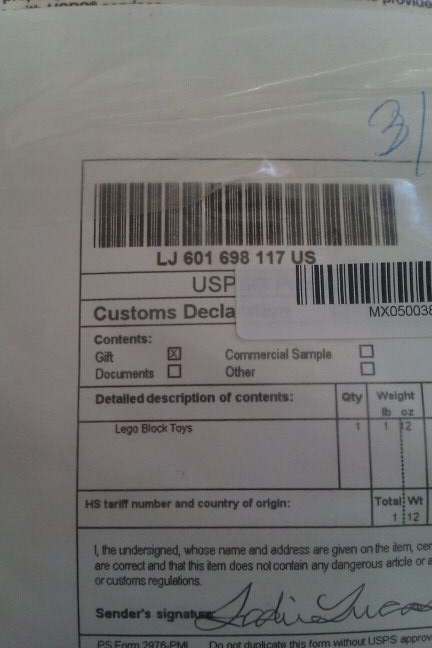 3/
LJ 601 698 117 US
USP
MX050038
Customs Decla
Contents:
Gift X Commercial Sample
Documents Other
Detailed description of contents: Qty Weight
lb oz
Lego Block Toys 1 1 12
HS tariff number and country of origin: Total Wt
1 12
I, the undersigned, whose name and address are given on the item, cer
are correct and that this item does not contain any dangerous article or a
or customs regulations.
Sender's signature: Jodie Lucas
PS Form 2976-PMI Do not duplicate this form without USPS approv